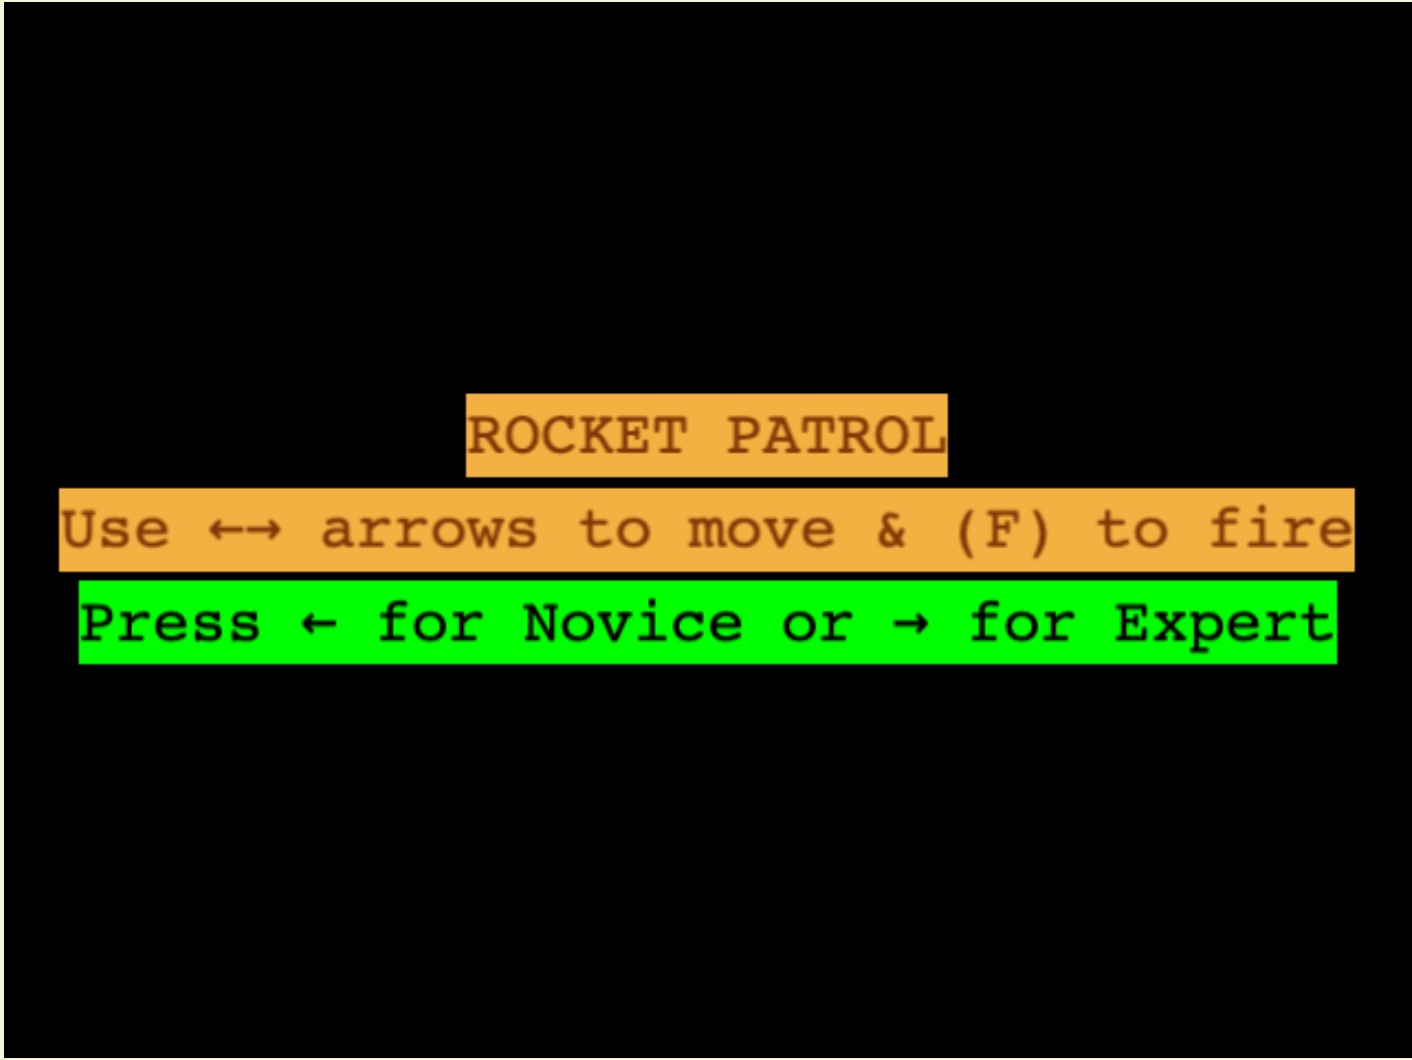 ROCKET PATROL
Use ←→ arrows to move & (F) to fire
Press ← for Novice or → for Expert